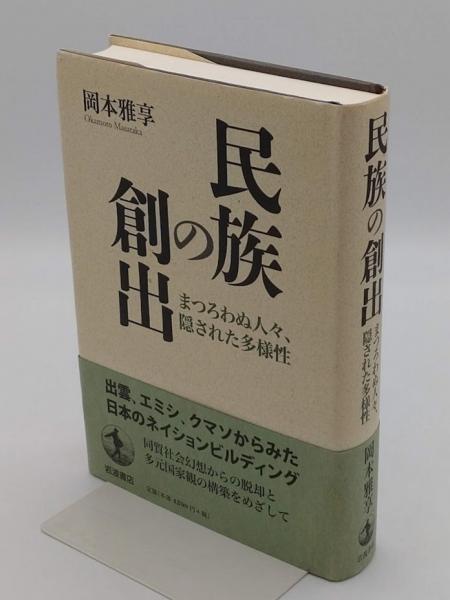 岡本雅享
Okamoto Masataka
民族の
創出
まつろわぬ人々、
隠された多様性
出雲、エミシ、クマソからみた
日本のネイションビルディング
同質社会幻想からの脱却と
多元国家観の構築をめざして
岩波書店
民族の創出
まつろわぬ人々、
隠された多様性
岡本雅享